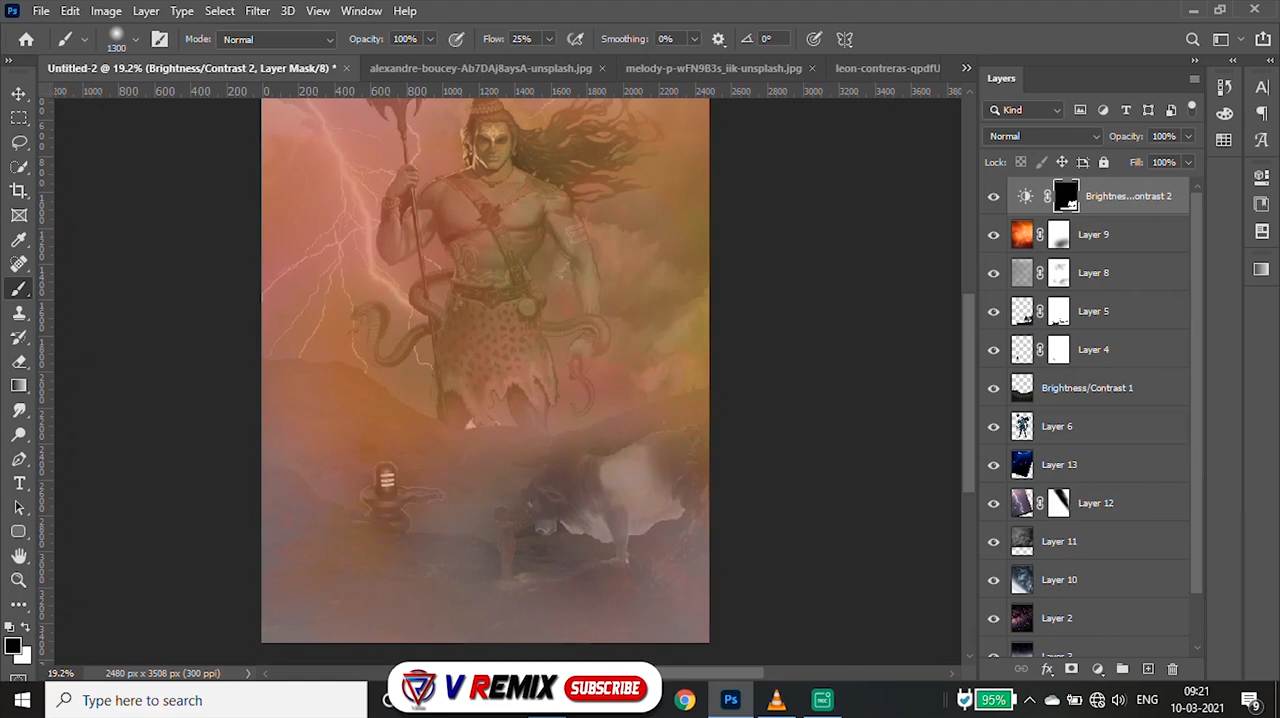 Ps File Edit Image Layer Type Select Filter 3D View Window Help
1300 Mode: Normal Opacity: 100% Flow: 25% Smoothing: 0% 0°
Untitled-2 @ 19.2% (Brightness/Contrast 2, Layer Mask/8) * × alexandre-boucey-Ab7DAj8aysA-unsplash.jpg × melody-p-wFN9B3s_iik-unsplash.jpg × leon-contreras-qpdfU
Layers
Kind
Normal Opacity: 100%
Lock: Fill: 100%
Brightnes...ontrast 2
Layer 9
Layer 8
Layer 5
Layer 4
Brightness/Contrast 1
Layer 6
Layer 13
Layer 12
Layer 11
Layer 10
Layer 2
19.2% 2480 px x 3508 px (300 ppi)
V REMIX SUBSCRIBE
Type here to search
Ps
95%
ENG
09:21
10-03-2021